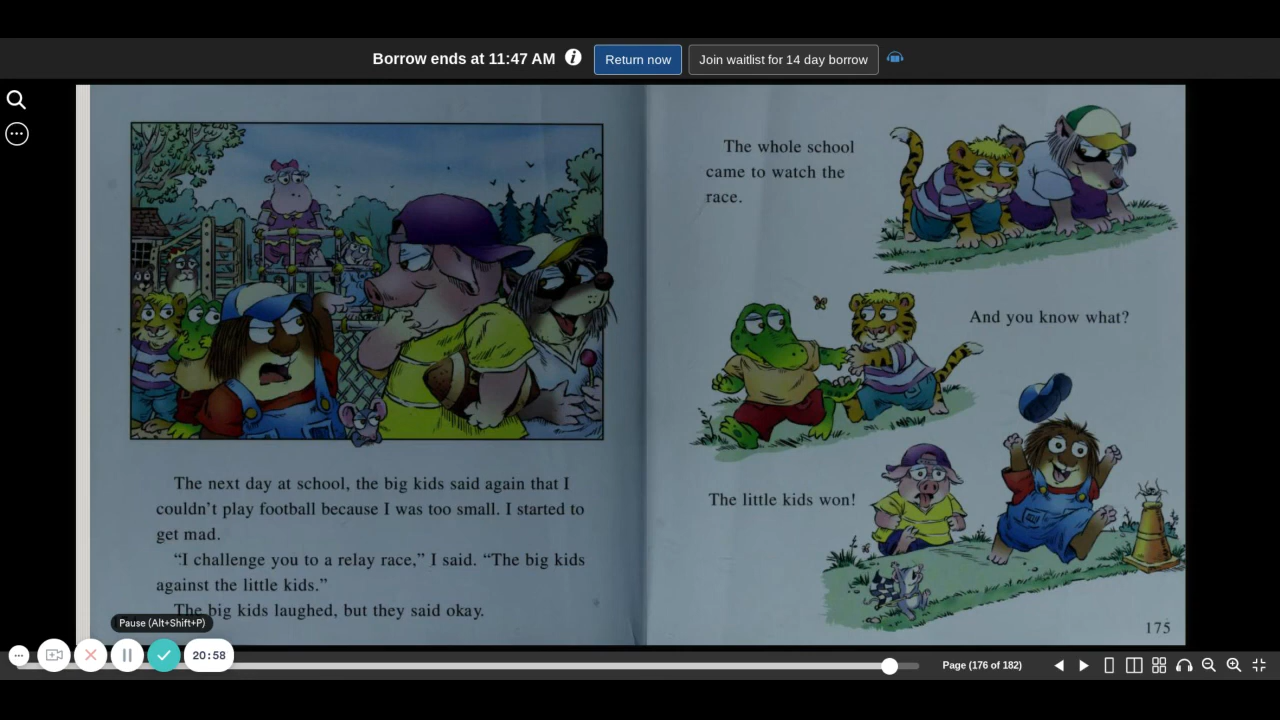 Borrow ends at 11:47 AM
Return now
Join waitlist for 14 day borrow
The next day at school, the big kids said again that I
couldn't play football because I was too small. I started to
get mad.
"I challenge you to a relay race," I said. "The big kids
against the little kids."
The big kids laughed, but they said okay.
The whole school
came to watch the
race.
And you know what?
The little kids won!
175
Pause (Alt+Shift+P)
20:58
Page (176 of 182)